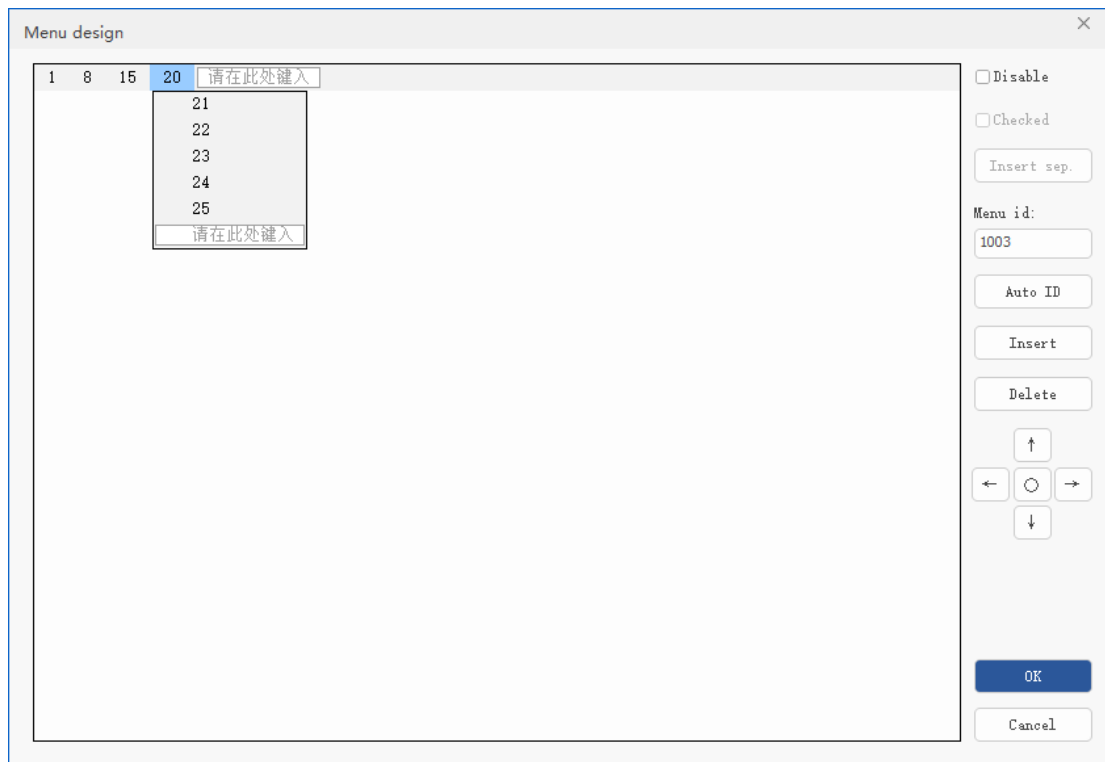 Menu design
1 8 15 20 请在此处键入
21
22
23
24
25
请在此处键入
Disable
Checked
Insert sep.
Menu id:
1003
Auto ID
Insert
Delete
↑
← ○ →
↓
OK
Cancel